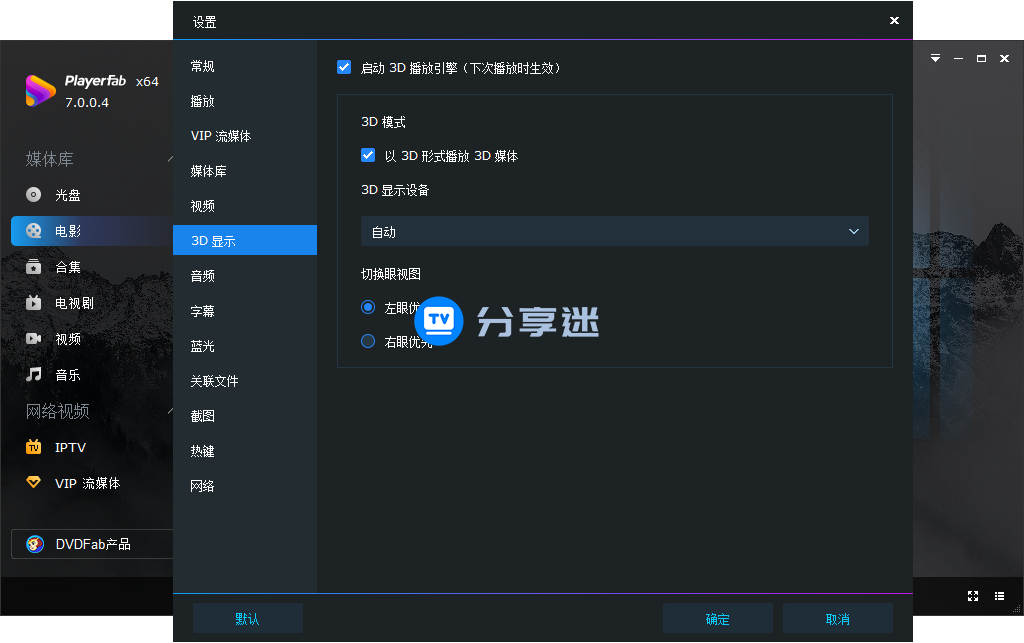 设置
Playerfab x64
7.0.0.4
媒体库
光盘
电影
合集
电视剧
视频
音乐
网络视频
IPTV
VIP 流媒体
DVDFab产品
常规
播放
VIP 流媒体
媒体库
视频
3D 显示
音频
字幕
蓝光
关联文件
截图
热键
网络
启动 3D 播放引擎（下次播放时生效）
3D 模式
以 3D 形式播放 3D 媒体
3D 显示设备
自动
切换眼视图
左眼优
右眼优先
TV 分享迷
默认
确定
取消